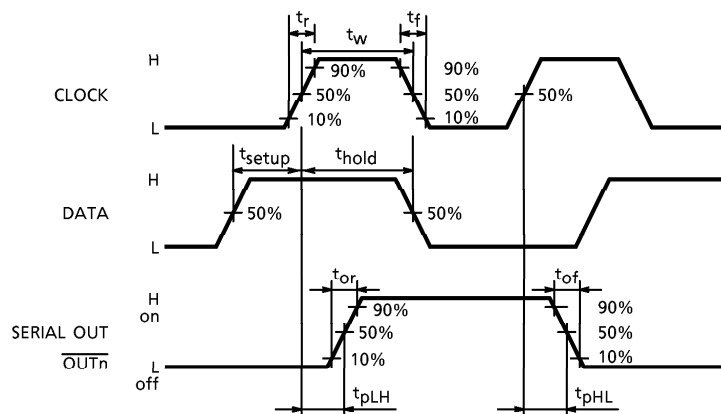 tr tf
tw
H
90% 90%
CLOCK 50% 50% 50%
10% 10%
L
tsetup thold
H
DATA 50% 50%
L
tor tof
H
on 90% 90%
SERIAL OUT 50% 50%
OUTn L 10% 10%
off
tpLH tpHL